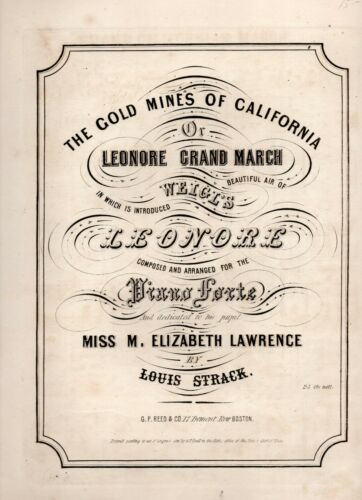 THE GOLD MINES OF CALIFORNIA
Or
LEONORE GRAND MARCH
IN WHICH IS INTRODUCED WEIGL'S BEAUTIFUL AIR OF
LEONORE
COMPOSED AND ARRANGED FOR THE
Piano Forte
And dedicated to his pupil
MISS M. ELIZABETH LAWRENCE
BY
LOUIS STRACK.
25 cts nett.
G. P. REED & CO. 17 Tremont Row BOSTON.